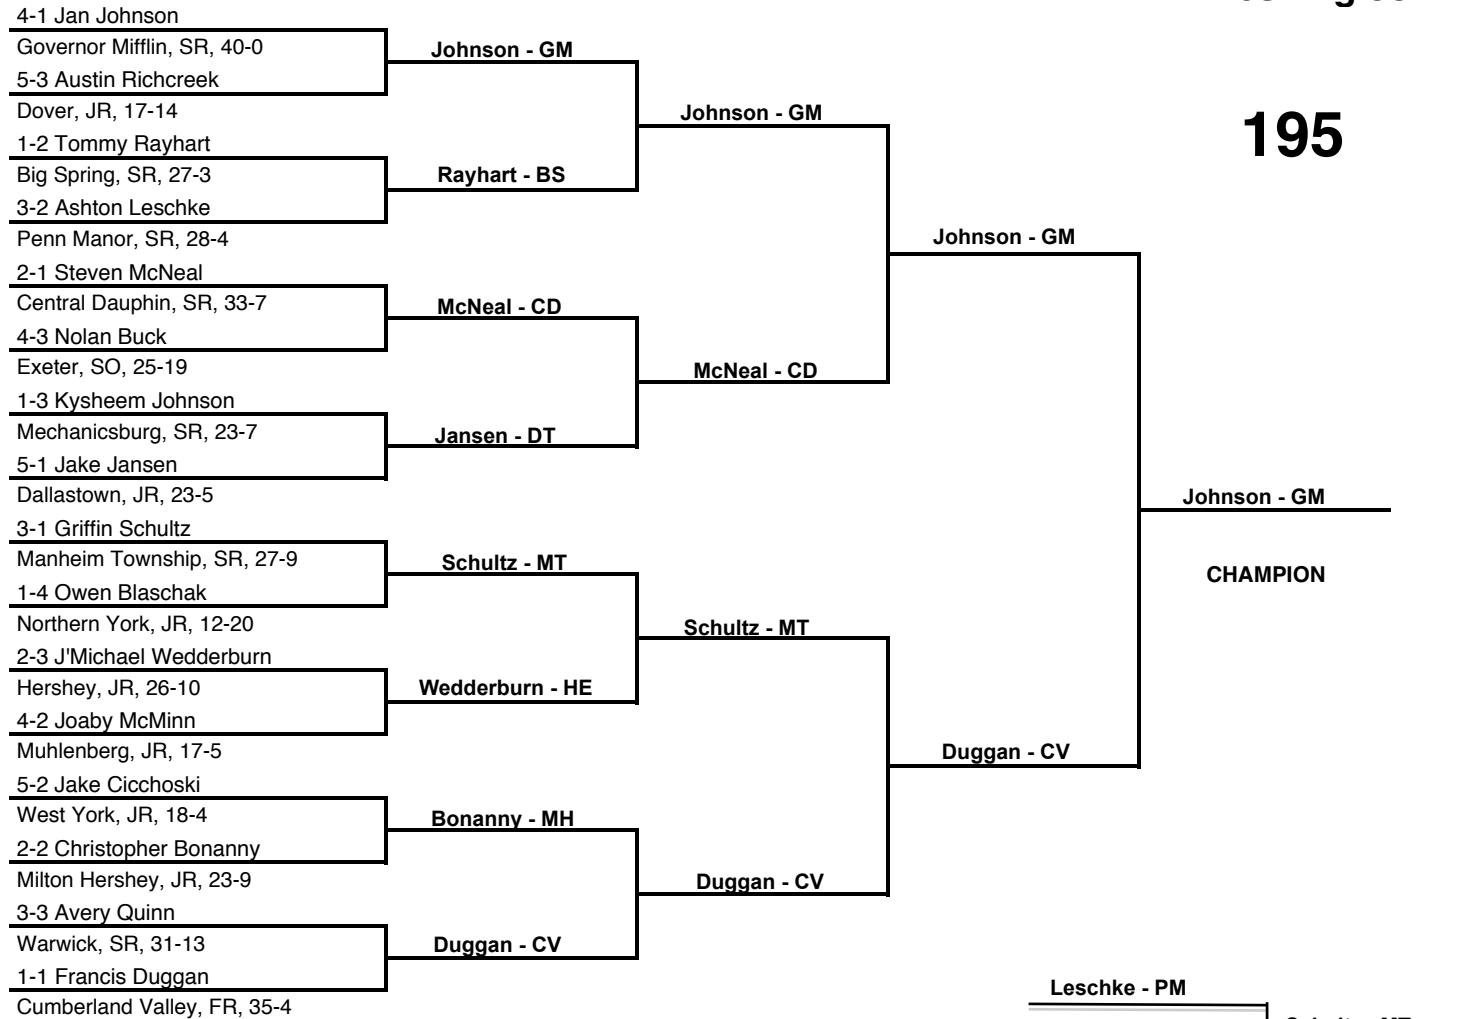 4-1 Jan Johnson
Governor Mifflin, SR, 40-0
Johnson - GM
5-3 Austin Richcreek
Dover, JR, 17-14
Johnson - GM
195
1-2 Tommy Rayhart
Big Spring, SR, 27-3
Rayhart - BS
3-2 Ashton Leschke
Penn Manor, SR, 28-4
Johnson - GM
2-1 Steven McNeal
Central Dauphin, SR, 33-7
McNeal - CD
4-3 Nolan Buck
Exeter, SO, 25-19
McNeal - CD
1-3 Kysheem Johnson
Mechanicsburg, SR, 23-7
Jansen - DT
5-1 Jake Jansen
Dallastown, JR, 23-5
Johnson - GM
3-1 Griffin Schultz
Manheim Township, SR, 27-9
Schultz - MT
CHAMPION
1-4 Owen Blaschak
Northern York, JR, 12-20
Schultz - MT
2-3 J'Michael Wedderburn
Hershey, JR, 26-10
Wedderburn - HE
4-2 Joaby McMinn
Muhlenberg, JR, 17-5
Duggan - CV
5-2 Jake Cicchoski
West York, JR, 18-4
Bonanny - MH
2-2 Christopher Bonanny
Milton Hershey, JR, 23-9
Duggan - CV
3-3 Avery Quinn
Warwick, SR, 31-13
Duggan - CV
1-1 Francis Duggan
Leschke - PM
Cumberland Valley, FR, 35-4